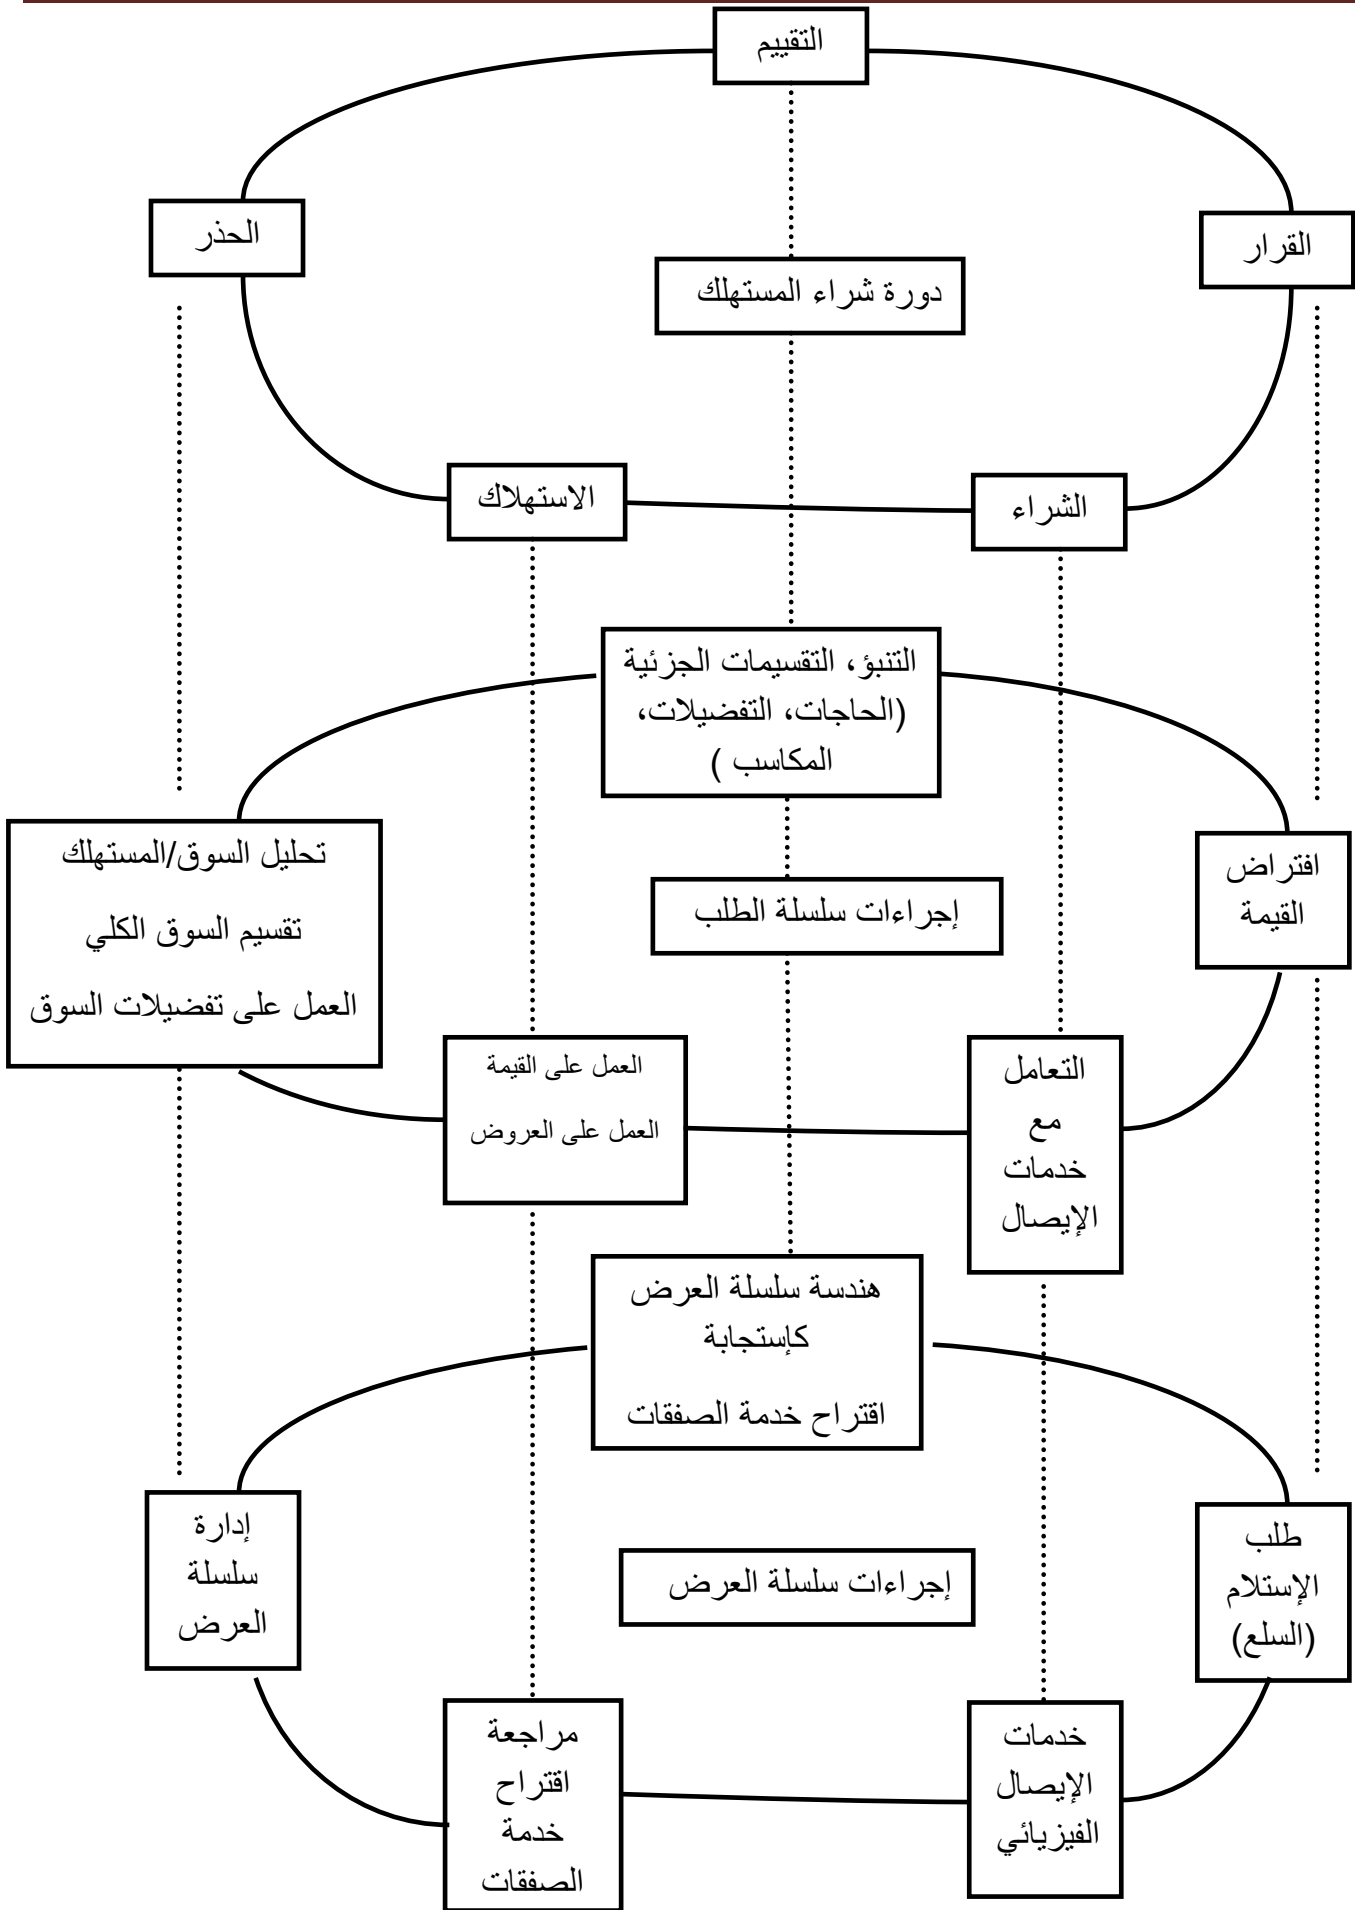 التقييم
القرار
الحذر
دورة شراء المستهلك
الاستهلاك
الشراء
التنبؤ، التقسيمات الجزئية
(الحاجات، التفضيلات،
المكاسب )
افتراض
القيمة
تحليل السوق/المستهلك
تقسيم السوق الكلي
العمل على تفضيلات السوق
إجراءات سلسلة الطلب
التعامل
مع
خدمات
الإيصال
العمل على القيمة
العمل على العروض
هندسة سلسلة العرض
كإستجابة
اقتراح خدمة الصفقات
طلب
الإستلام
(السلع)
إدارة
سلسلة
العرض
إجراءات سلسلة العرض
خدمات
الإيصال
الفيزيائي
مراجعة
اقتراح
خدمة
الصفقات